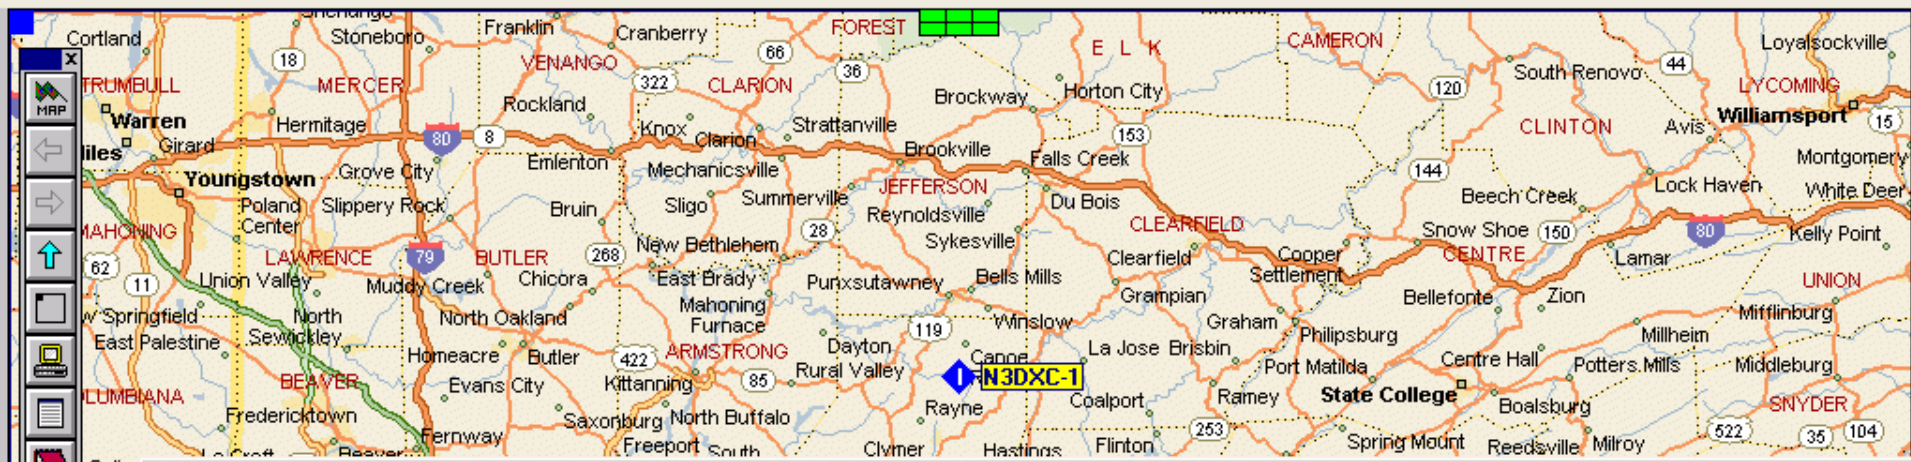 Shenango
Franklin
Cranberry
FOREST
Cortland
Stoneboro
66
E L K
CAMERON
Loyalsockville
18
VENANGO
36
South Renovo
44
TRUMBULL
MERCER
322
CLARION
Brockway
Horton City
120
LYCOMING
MAP
Rockland
Warren
Hermitage
Knox
Clarion
Strattanville
153
CLINTON
Avis
Williamsport
15
80
8
Niles
Girard
Emlenton
Mechanicsville
Brookville
Falls Creek
Montgomery
Youngstown
Grove City
Summerville
JEFFERSON
144
Beech Creek
Lock Haven
White Deer
Poland
Center
Slippery Rock
Bruin
Sligo
Reynoldsville
Du Bois
MAHONING
28
Sykesville
CLEARFIELD
Snow Shoe
150
80
Kelly Point
LAWRENCE
79
BUTLER
268
New Bethlehem
Clearfield
Cooper
Settlement
CENTRE
Lamar
62
11
Union Valley
Muddy Creek
Chicora
East Brady
Punxsutawney
Bells Mills
Grampian
Bellefonte
Zion
UNION
w Springfield
North
Sewickley
North Oakland
Mahoning
Furnace
119
Winslow
Graham
Philipsburg
Millheim
Mifflinburg
East Palestine
Homeacre
Butler
422
ARMSTRONG
Dayton
Canoe
La Jose
Brisbin
Port Matilda
Centre Hall
Potters Mills
Middleburg
LUMBIANA
BEAVER
Evans City
Kittanning
85
Rural Valley
N3DXC-1
Coalport
Ramey
State College
Boalsburg
SNYDER
Fredericktown
Saxonburg
North Buffalo
Rayne
253
522
35
104
Fernway
Freeport
South
Clymer
Hastings
Flinton
Spring Mount
Reedsville
Milroy
Beaver